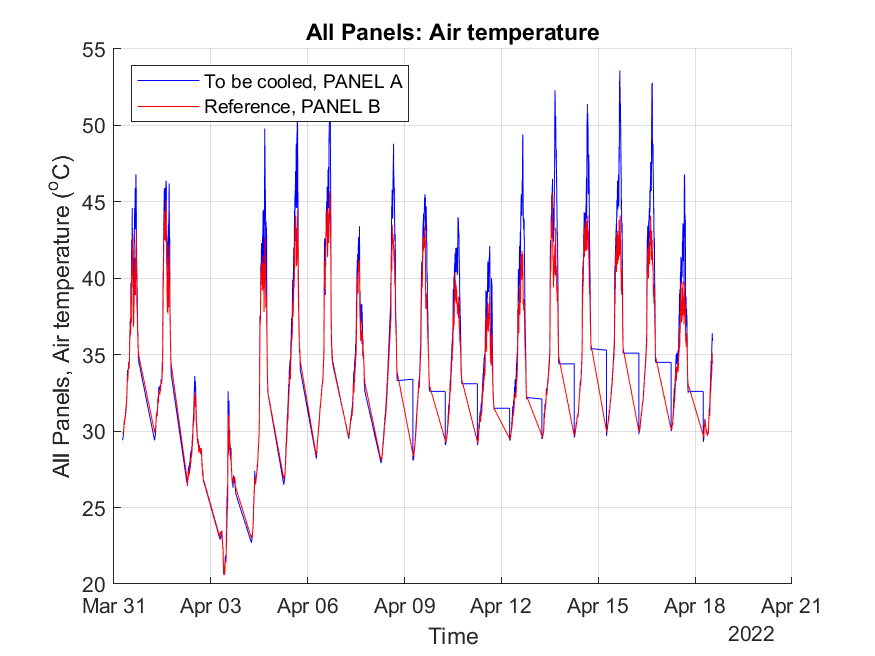 All Panels: Air temperature
To be cooled, PANEL A
Reference, PANEL B
All Panels, Air temperature (°C)
55
50
45
40
35
30
25
20
Mar 31 Apr 03 Apr 06 Apr 09 Apr 12 Apr 15 Apr 18 Apr 21
Time
2022